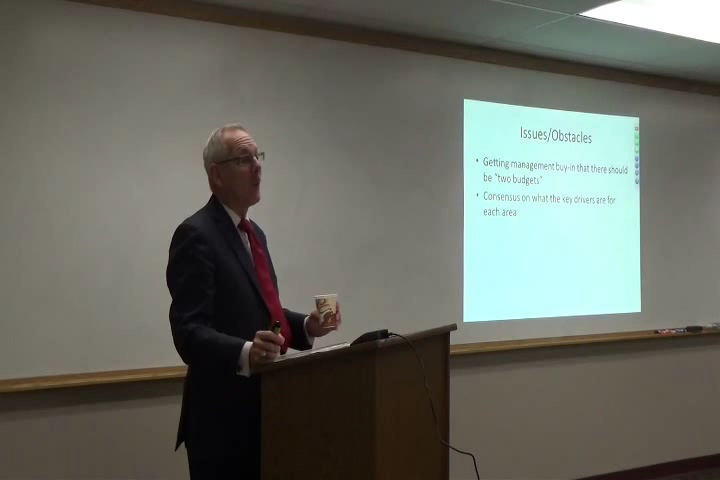 Issues/Obstacles
• Getting management buy-in that there should
be "two budgets"
• Consensus on what the key drivers are for
each area